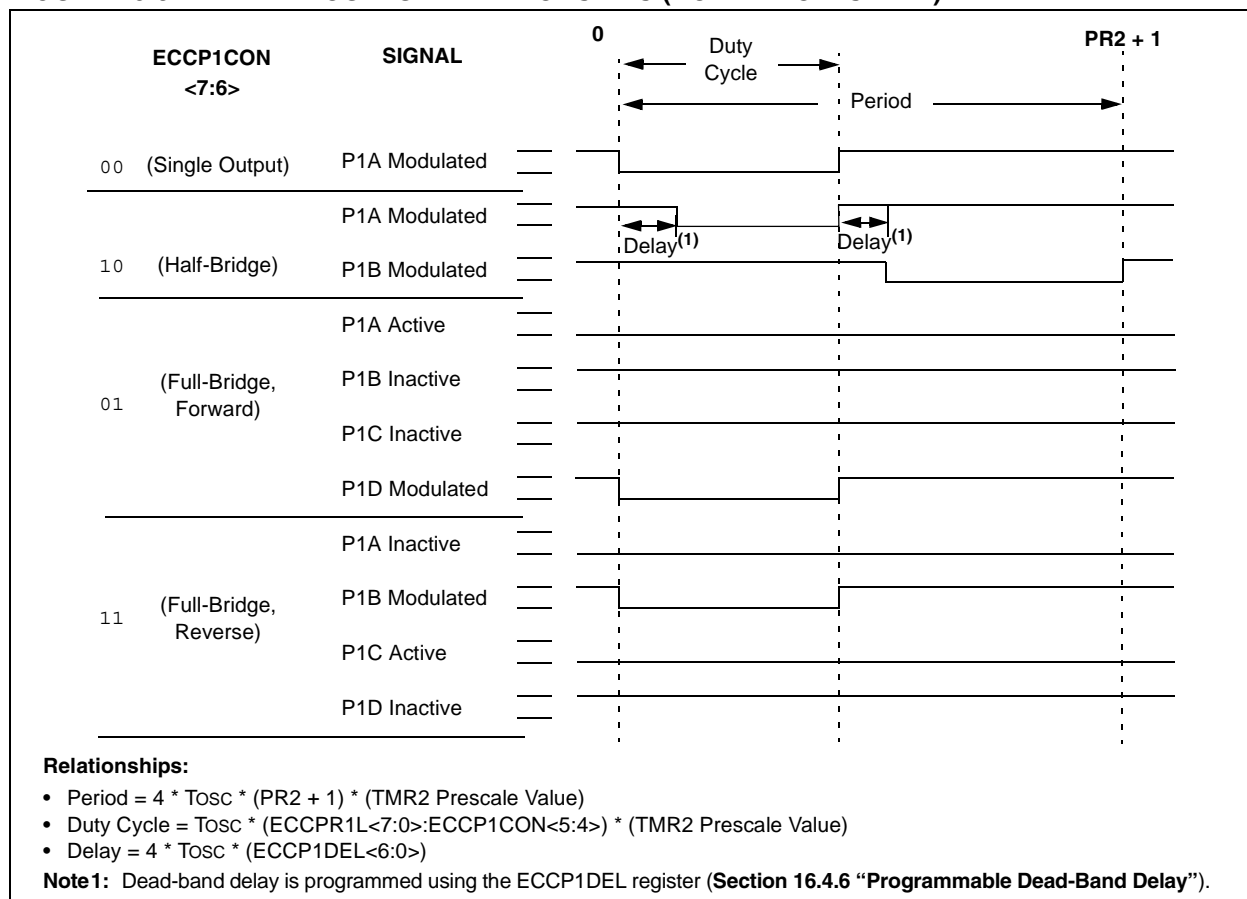 0
PR2 + 1
ECCP1CON
<7:6>
SIGNAL
Duty
Cycle
Period
00 (Single Output) P1A Modulated
P1A Modulated
Delay(1) Delay(1)
10 (Half-Bridge) P1B Modulated
P1A Active
01 (Full-Bridge,
Forward)
P1B Inactive
P1C Inactive
P1D Modulated
P1A Inactive
11 (Full-Bridge,
Reverse)
P1B Modulated
P1C Active
P1D Inactive
Relationships:
• Period = 4 * TOSC * (PR2 + 1) * (TMR2 Prescale Value)
• Duty Cycle = TOSC * (ECCPR1L<7:0>:ECCP1CON<5:4>) * (TMR2 Prescale Value)
• Delay = 4 * TOSC * (ECCP1DEL<6:0>)
Note1: Dead-band delay is programmed using the ECCP1DEL register (Section 16.4.6 “Programmable Dead-Band Delay”).